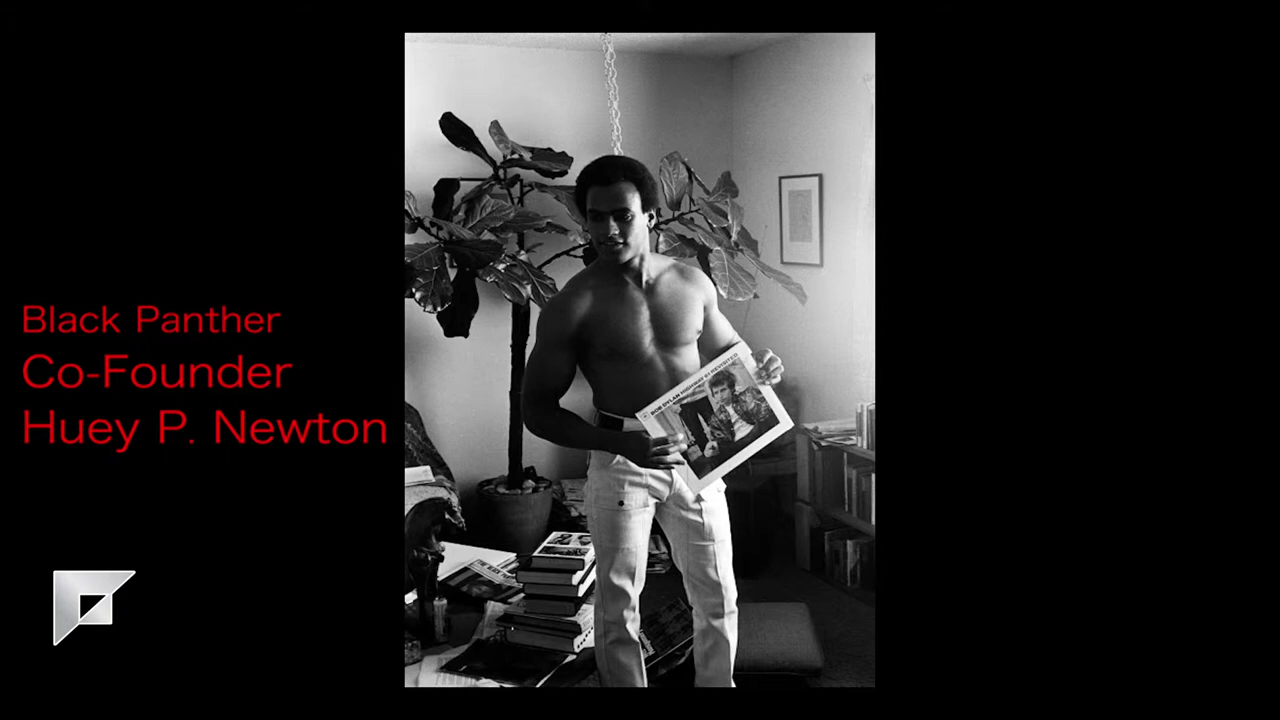 Black Panther
Co-Founder
Huey P. Newton
BOB DYLAN HIGHWAY 61 REVISITED